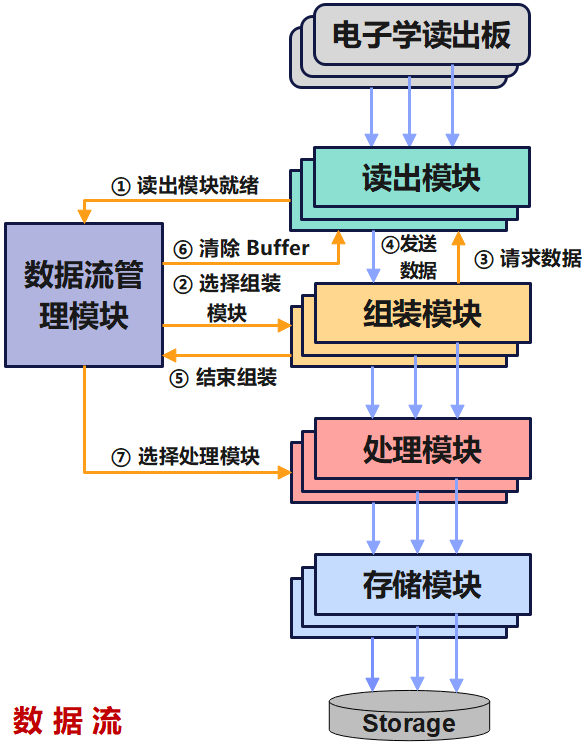 电子学读出板
读出模块
① 读出模块就绪
⑥ 清除 Buffer
④发送
数据
③ 请求数据
数据流管
理模块
② 选择组装
模块
组装模块
⑤ 结束组装
处理模块
⑦ 选择处理模块
存储模块
数据流
Storage